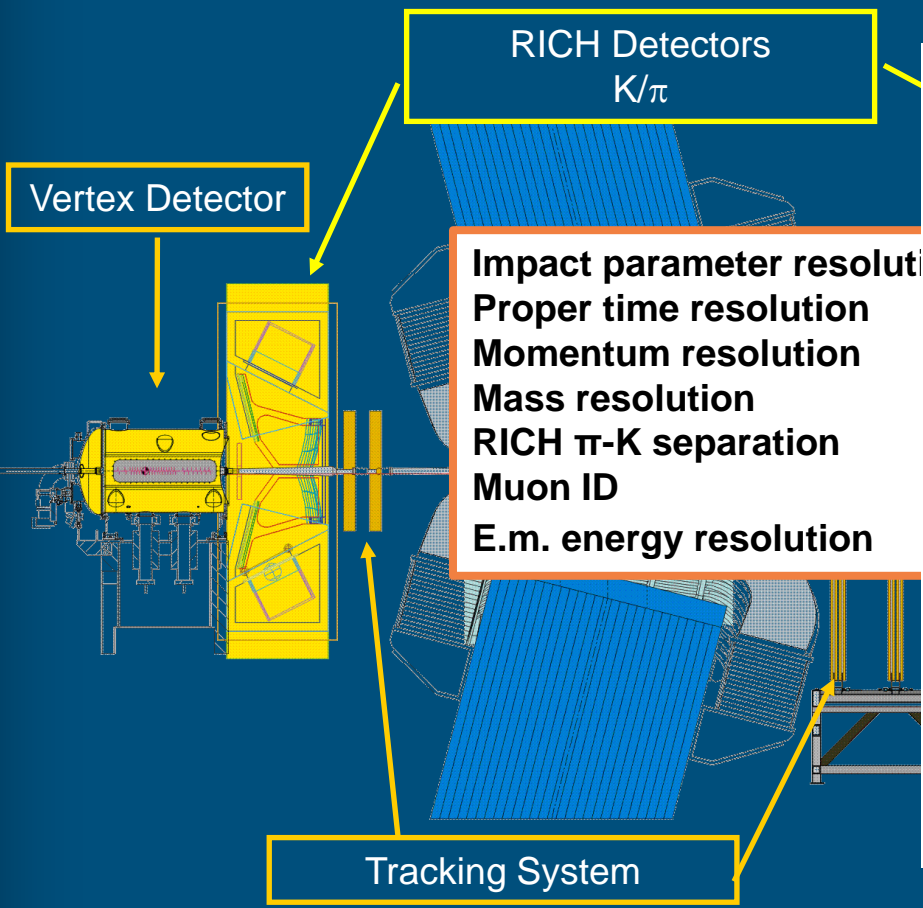 RICH Detectors
K/π
Vertex Detector
Impact parameter resoluti
Proper time resolution
Momentum resolution
Mass resolution
RICH π-K separation
Muon ID
E.m. energy resolution
Tracking System